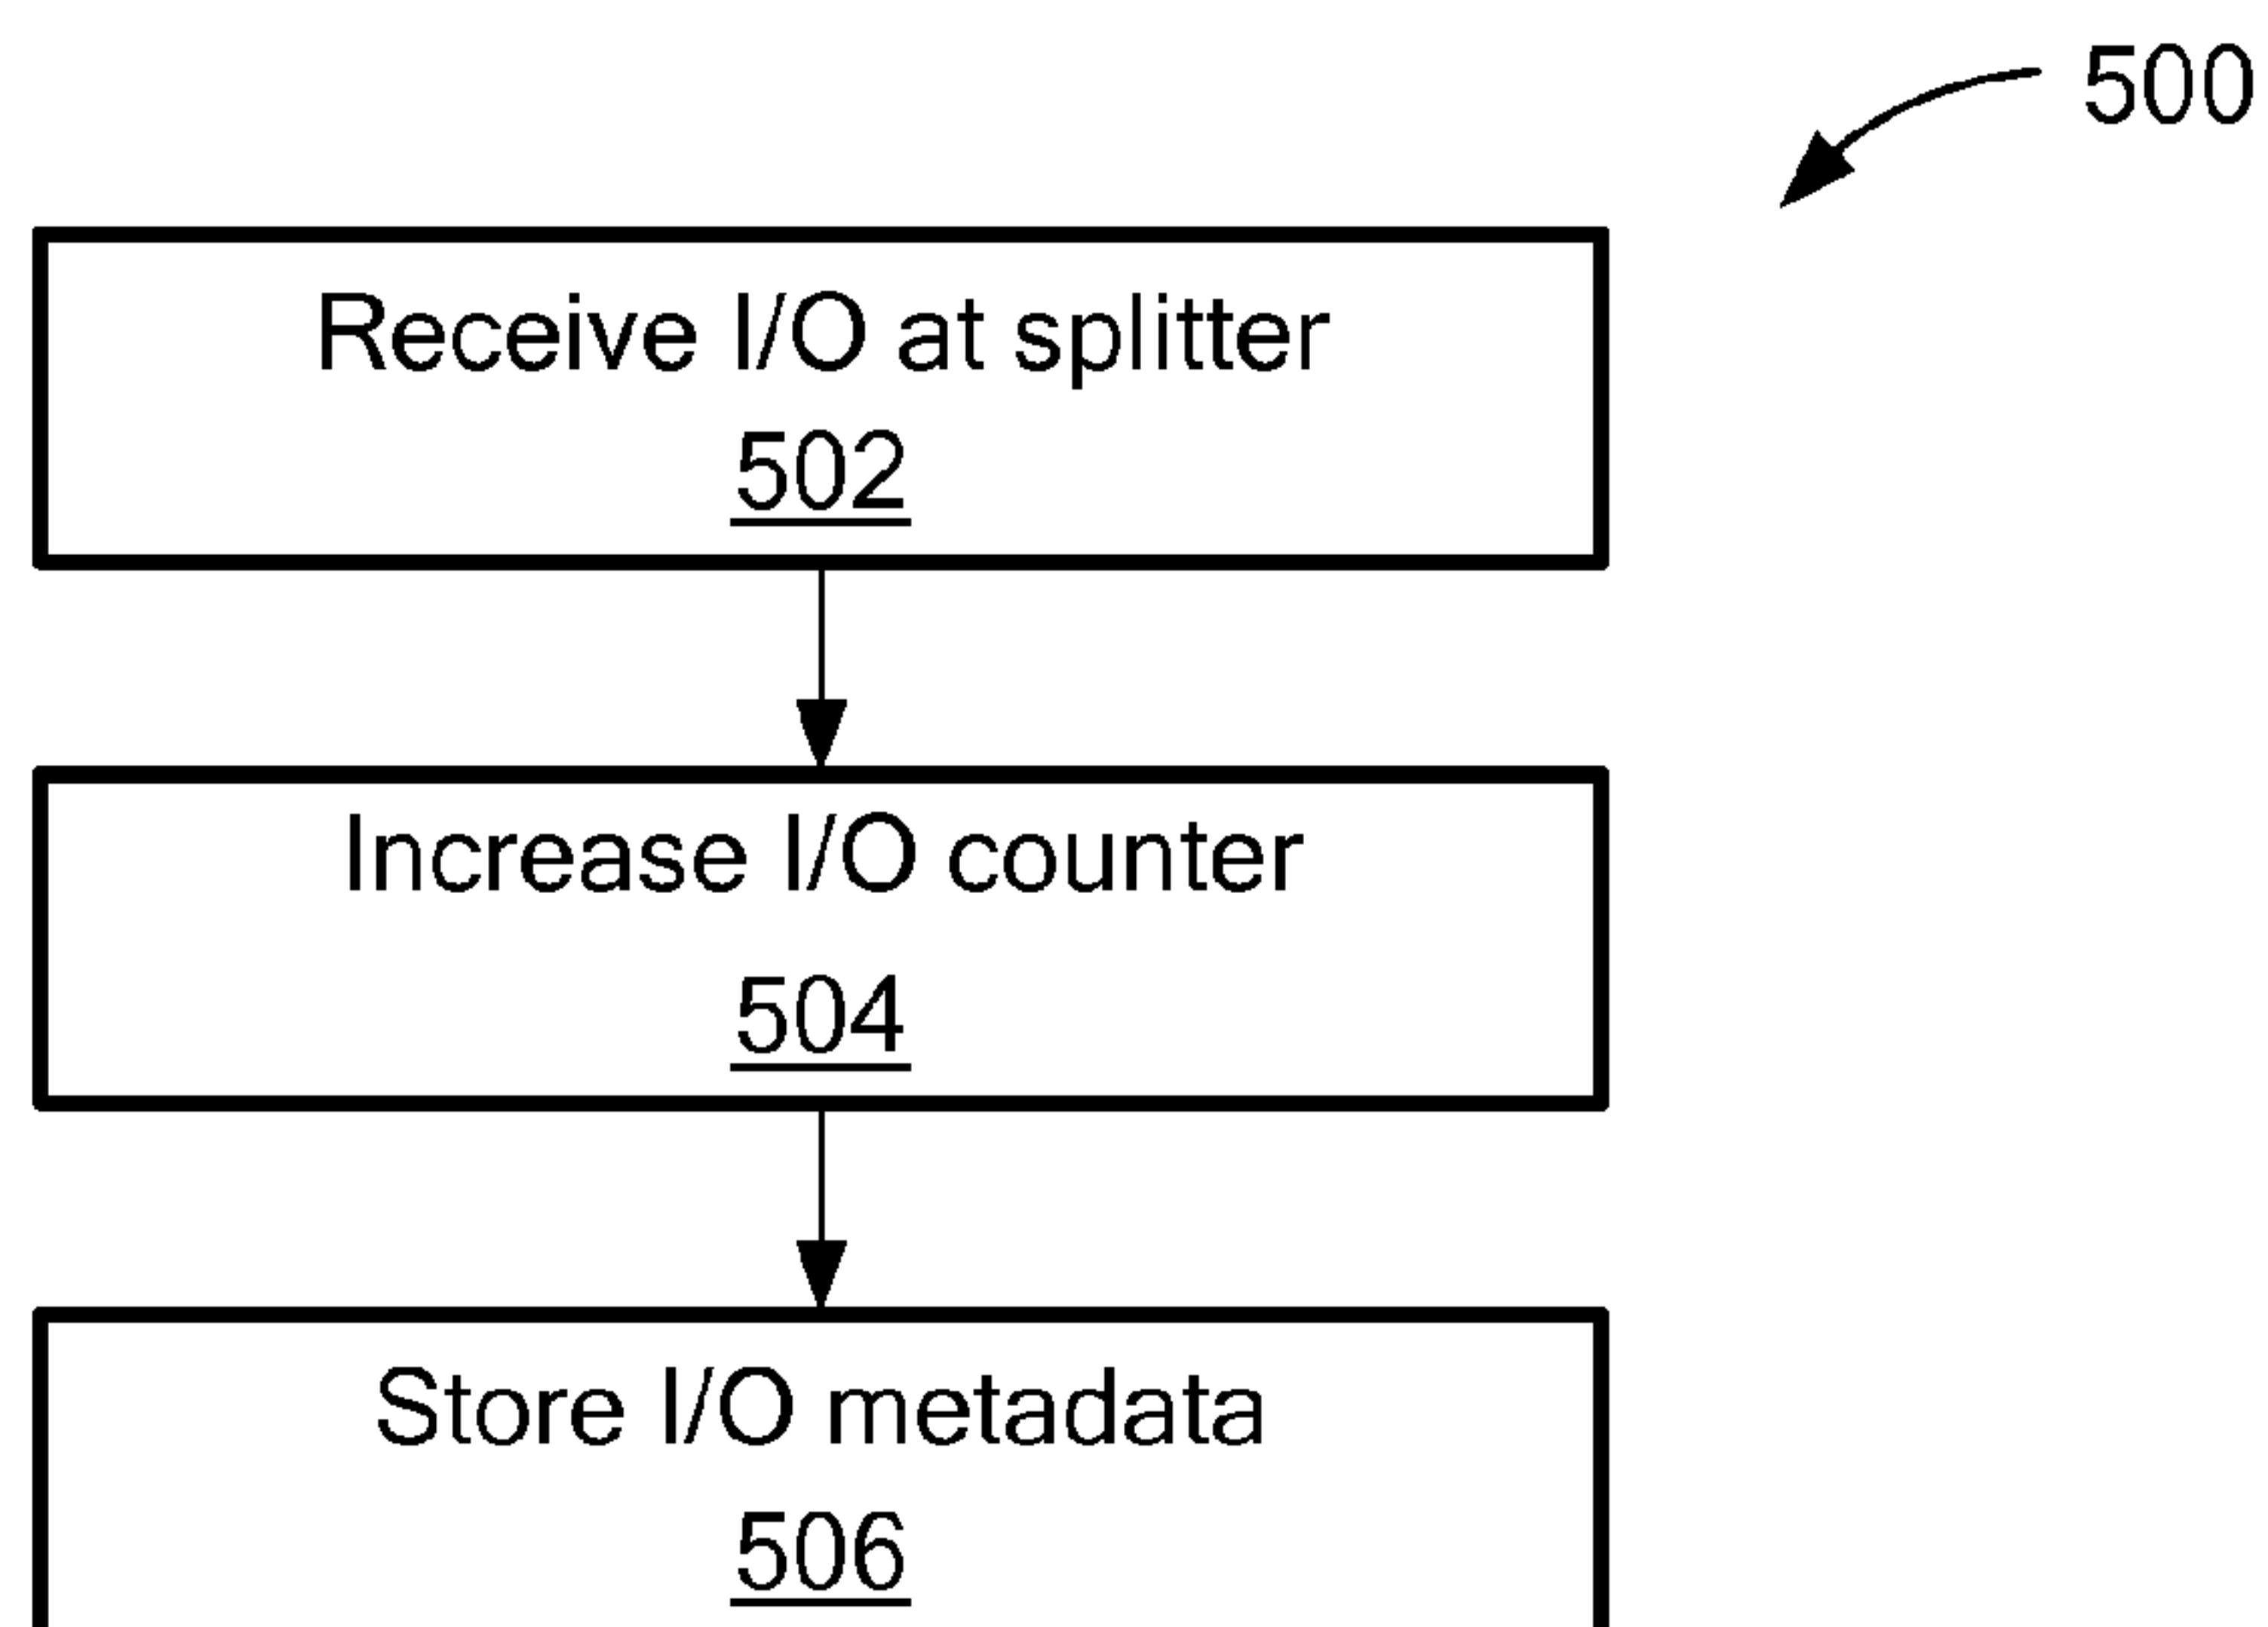 500
Receive I/O at splitter
502
Increase I/O counter
504
Store I/O metadata
506